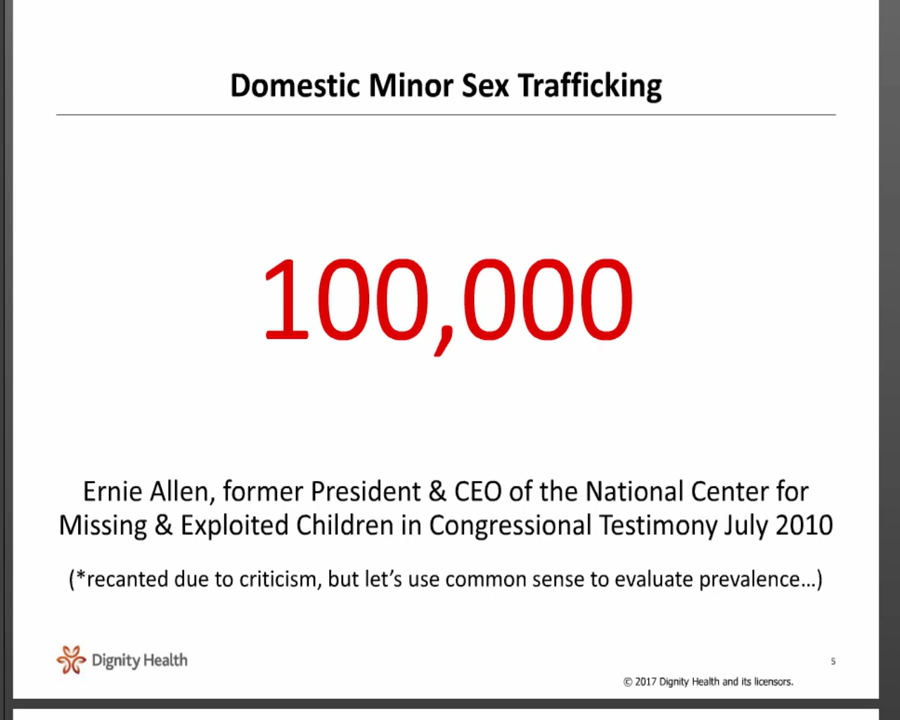 Domestic Minor Sex Trafficking
100,000
Ernie Allen, former President & CEO of the National Center for
Missing & Exploited Children in Congressional Testimony July 2010
(*recanted due to criticism, but let’s use common sense to evaluate prevalence…)
Dignity Health
5
© 2017 Dignity Health and its licensors.